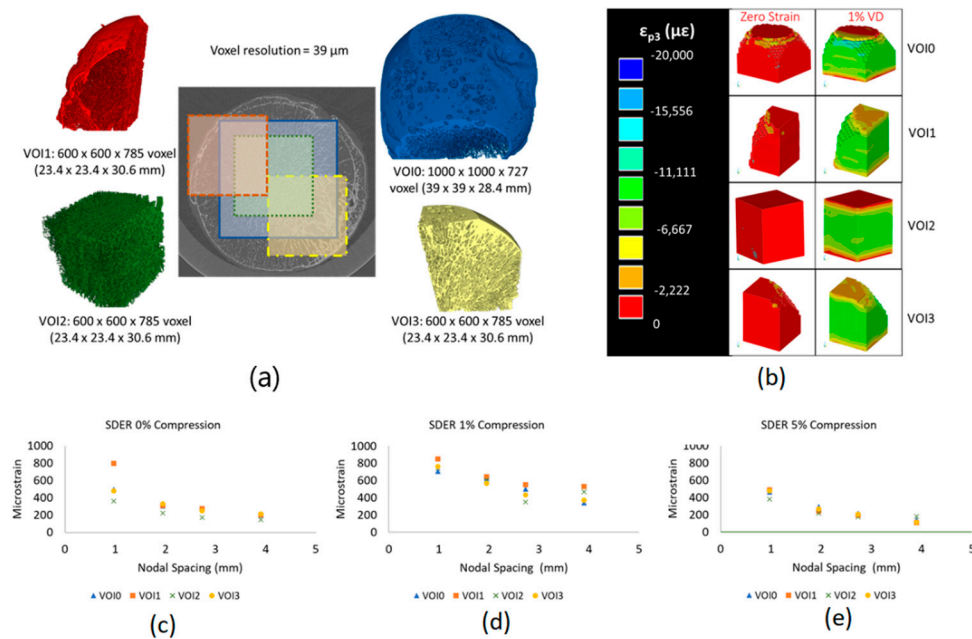 Voxel resolution = 39 μm
VOI1: 600 x 600 x 785 voxel
(23.4 x 23.4 x 30.6 mm)
VOI0: 1000 x 1000 x 727
voxel (39 x 39 x 28.4 mm)
VOI2: 600 x 600 x 785 voxel
(23.4 x 23.4 x 30.6 mm)
VOI3: 600 x 600 x 785 voxel
(23.4 x 23.4 x 30.6 mm)
(a)
εp3 (με)
-20,000
-15,556
-11,111
-6,667
-2,222
0
Zero Strain
1% VD
VOI0
VOI1
VOI2
VOI3
(b)
SDER 0% Compression
Microstrain
1000
800
600
400
200
0
0 1 2 3 4 5
Nodal Spacing (mm)
VOI0 VOI1 VOI2 VOI3
(c)
SDER 1% Compression
Microstrain
1000
800
600
400
200
0
0 1 2 3 4 5
Nodal Spacing (mm)
VOI0 VOI1 VOI2 VOI3
(d)
SDER 5% Compression
Microstrain
1000
800
600
400
200
0
0 1 2 3 4 5
Nodal Spacing (mm)
VOI0 VOI1 VOI2 VOI3
(e)